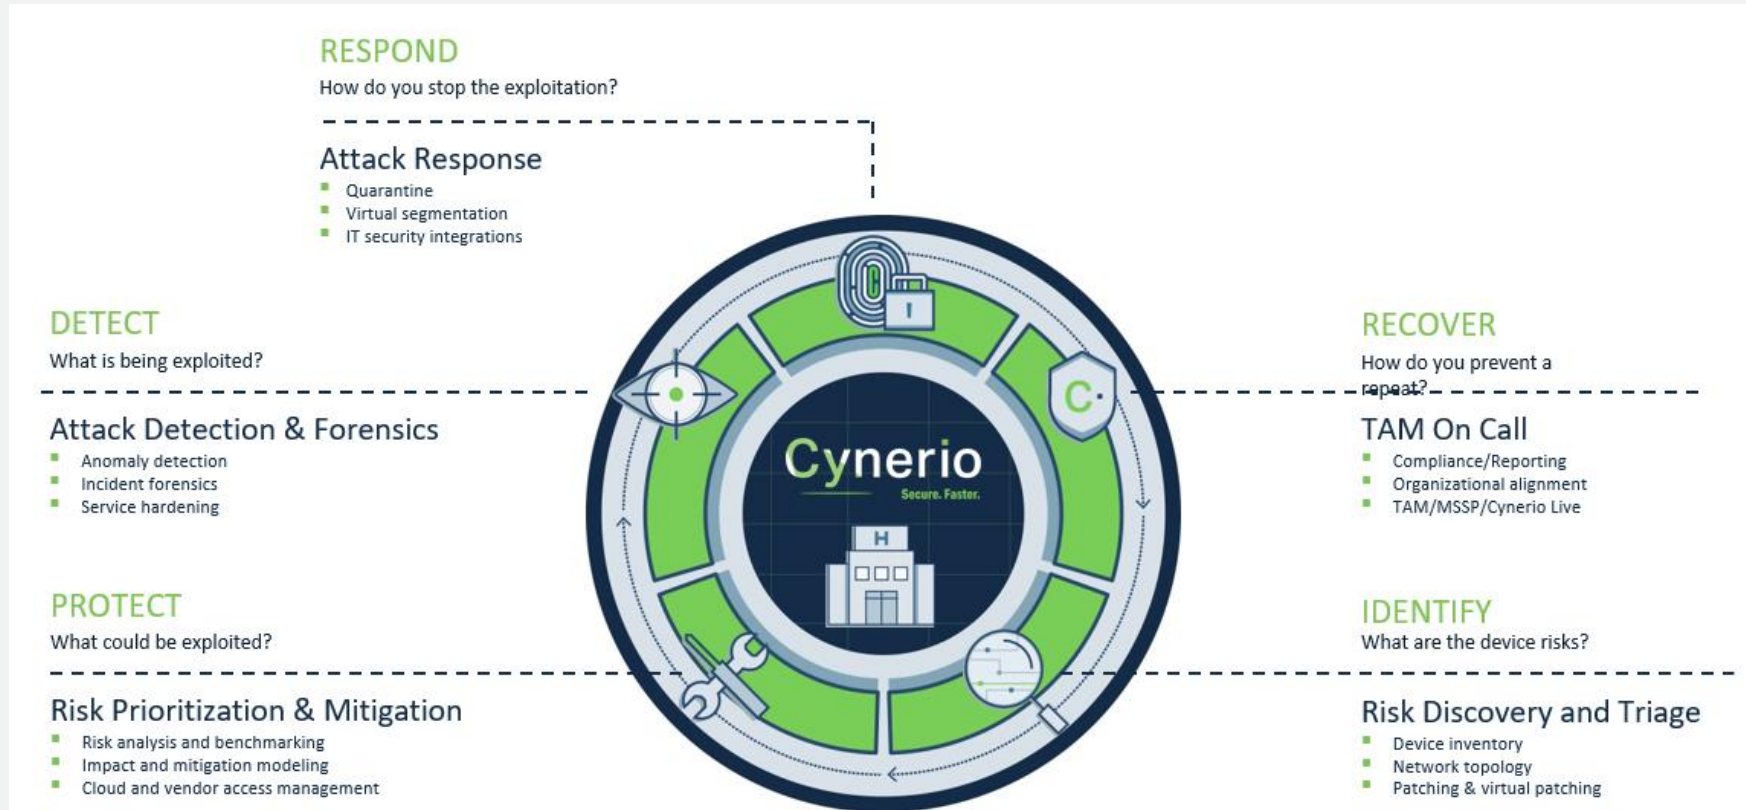 RESPOND
How do you stop the exploitation?
Attack Response
Quarantine
Virtual segmentation
IT security integrations
DETECT
What is being exploited?
Attack Detection & Forensics
Anomaly detection
Incident forensics
Service hardening
PROTECT
What could be exploited?
Risk Prioritization & Mitigation
Risk analysis and benchmarking
Impact and mitigation modeling
Cloud and vendor access management
C
Cynerio
Secure. Faster.
H
RECOVER
How do you prevent a
repeat?
TAM On Call
Compliance/Reporting
Organizational alignment
TAM/MSSP/Cynerio Live
IDENTIFY
What are the device risks?
Risk Discovery and Triage
Device inventory
Network topology
Patching & virtual patching